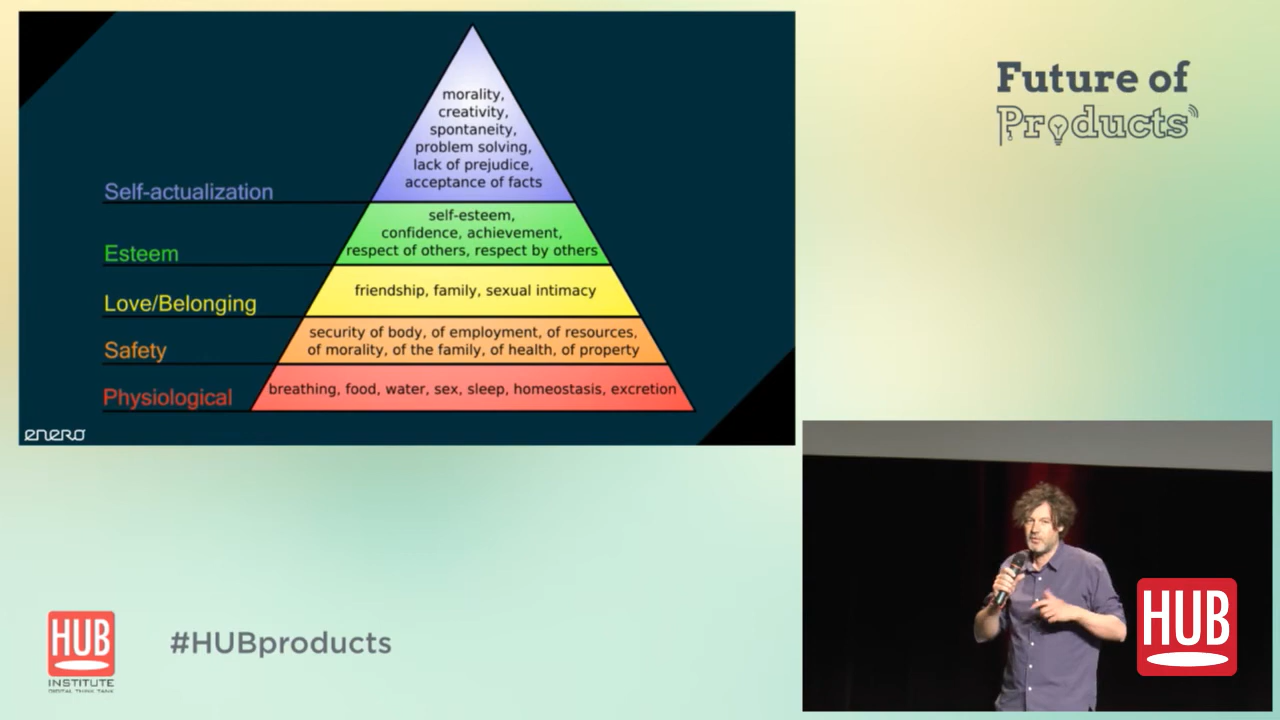 morality,
creativity,
spontaneity,
problem solving,
lack of prejudice,
acceptance of facts
Self-actualization
self-esteem,
confidence, achievement,
respect of others, respect by others
Esteem
friendship, family, sexual intimacy
Love/Belonging
security of body, of employment, of resources,
of morality, of the family, of health, of property
Safety
breathing, food, water, sex, sleep, homeostasis, excretion
Physiological
enero
Future of
Products
HUB
INSTITUTE
DIGITAL THINK TANK
#HUBproducts
HUB